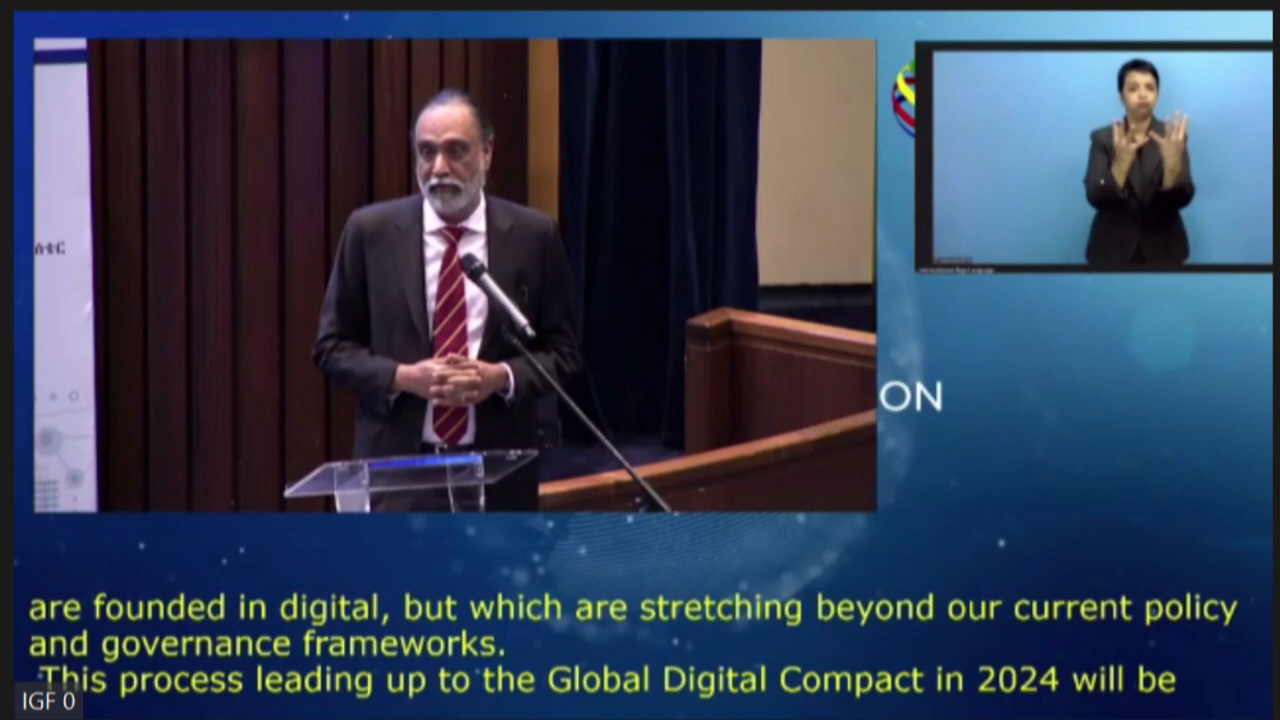 ስቴር
ON
are founded in digital, but which are stretching beyond our current policy
and governance frameworks.
This process leading up to the Global Digital Compact in 2024 will be
IGF 0